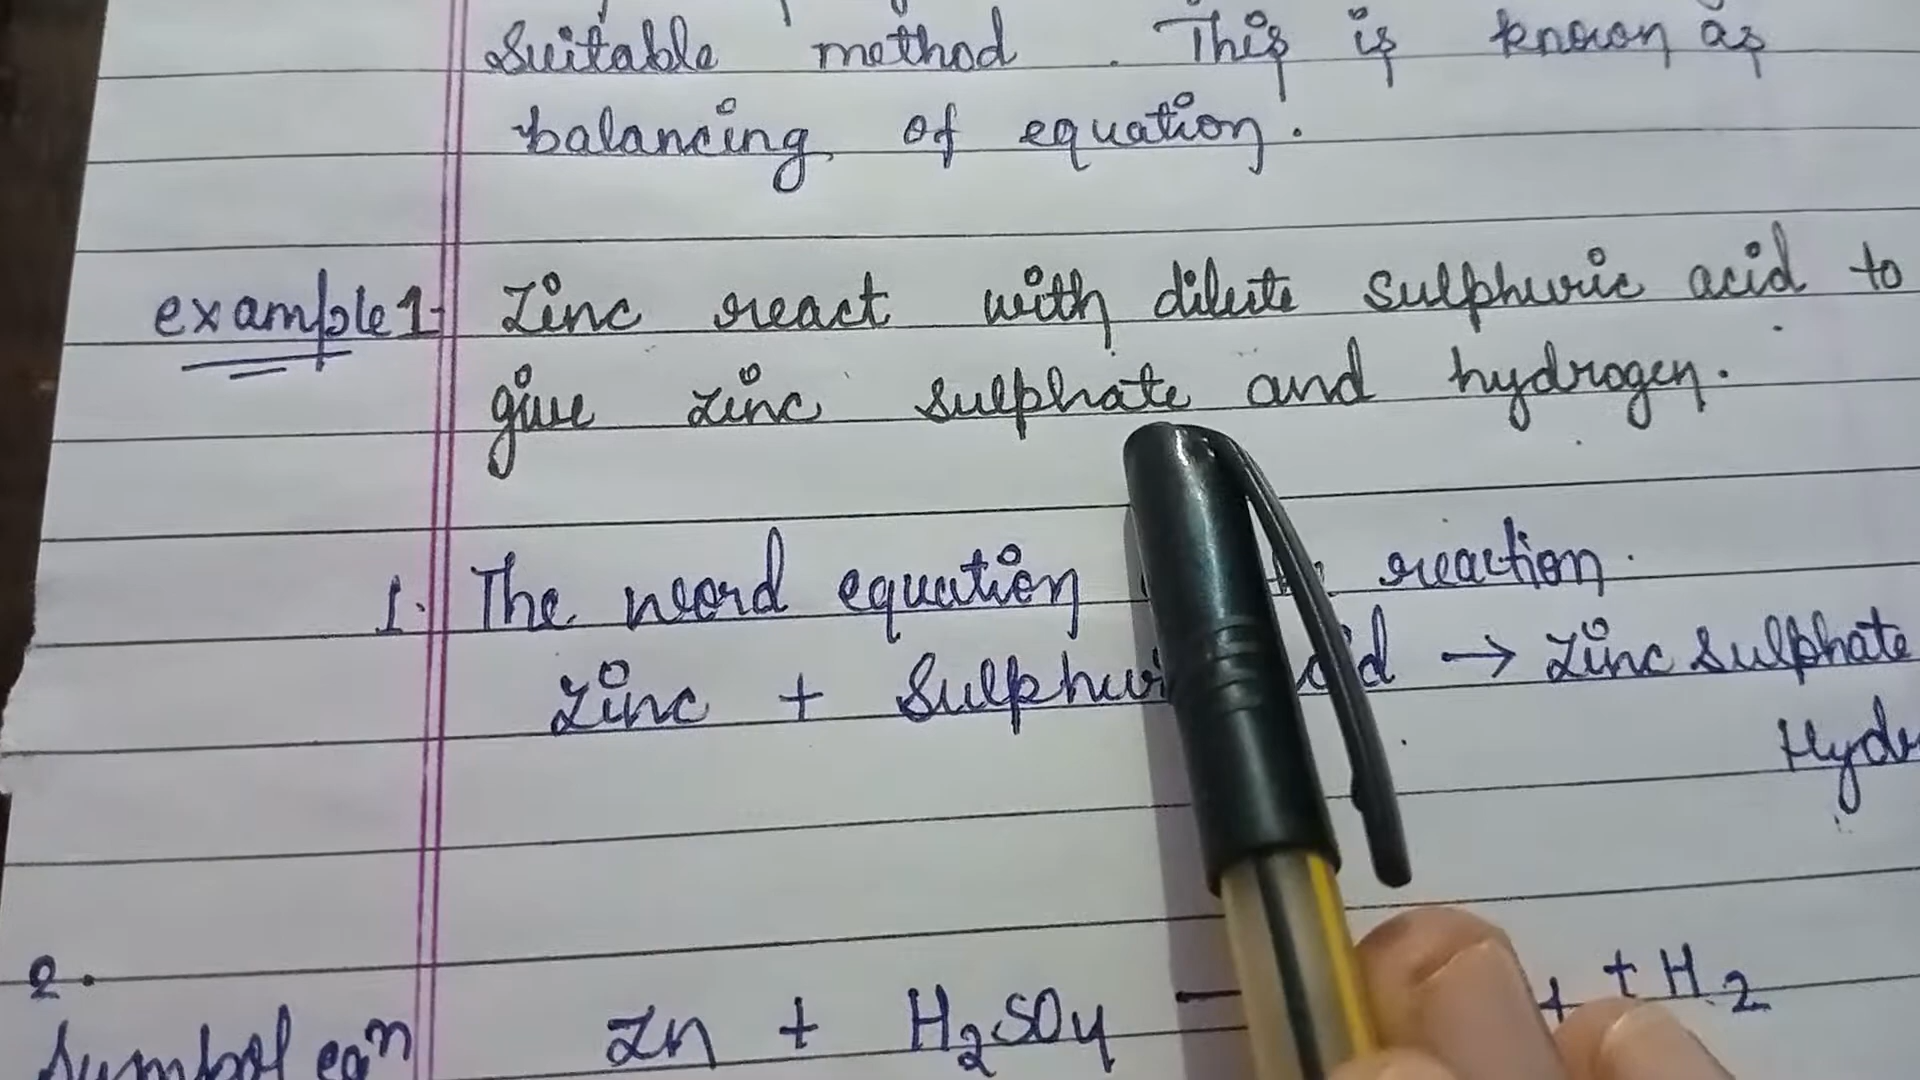 suitable method. This is known as
balancing of equation.
example 1- Zinc react with dilute sulphuric acid to
give zinc sulphate and hydrogen.
1. The word equation reaction.
Zinc + Sulphuri cid → Zinc sulphate
Hydr
2.
Symbol eqn Zn + H2SO4 + H2